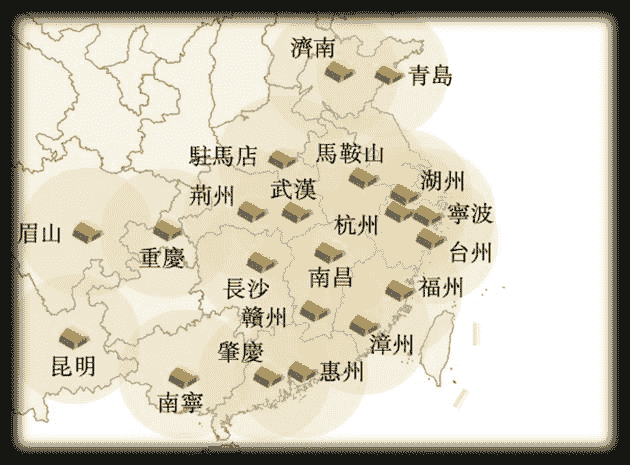 濟南
青島
駐馬店
馬鞍山
荆州
武漢
湖州
杭州
寧波
眉山
重慶
台州
長沙
南昌
福州
贛州
肇慶
漳州
昆明
惠州
南寧